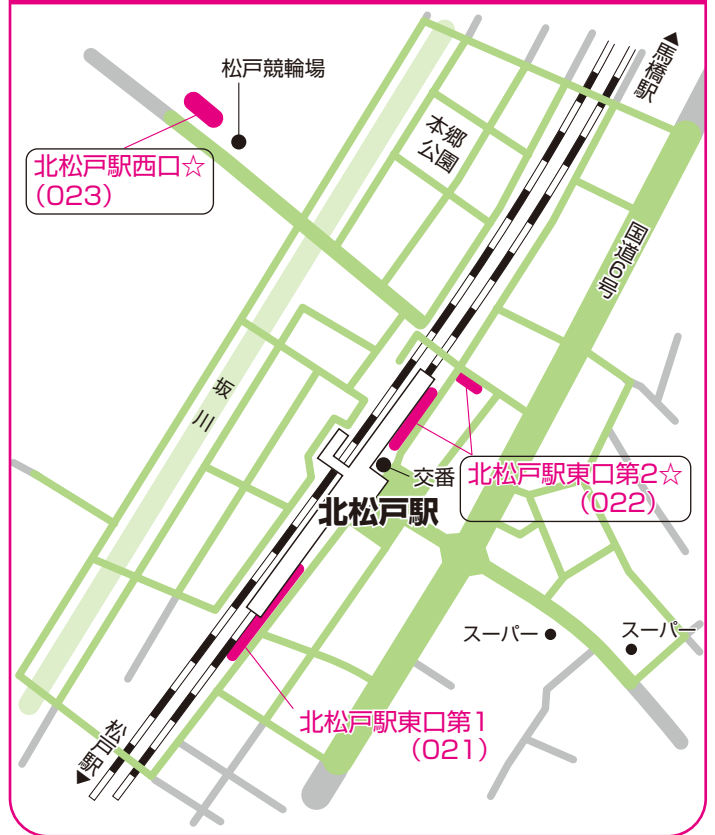 馬橋駅
松戸競輪場
本郷
公園
北松戸駅西口☆
(023)
国道6号
坂川
交番
北松戸駅東口第2☆
(022)
北松戸駅
スーパー
スーパー
北松戸駅東口第1
(021)
松戸駅